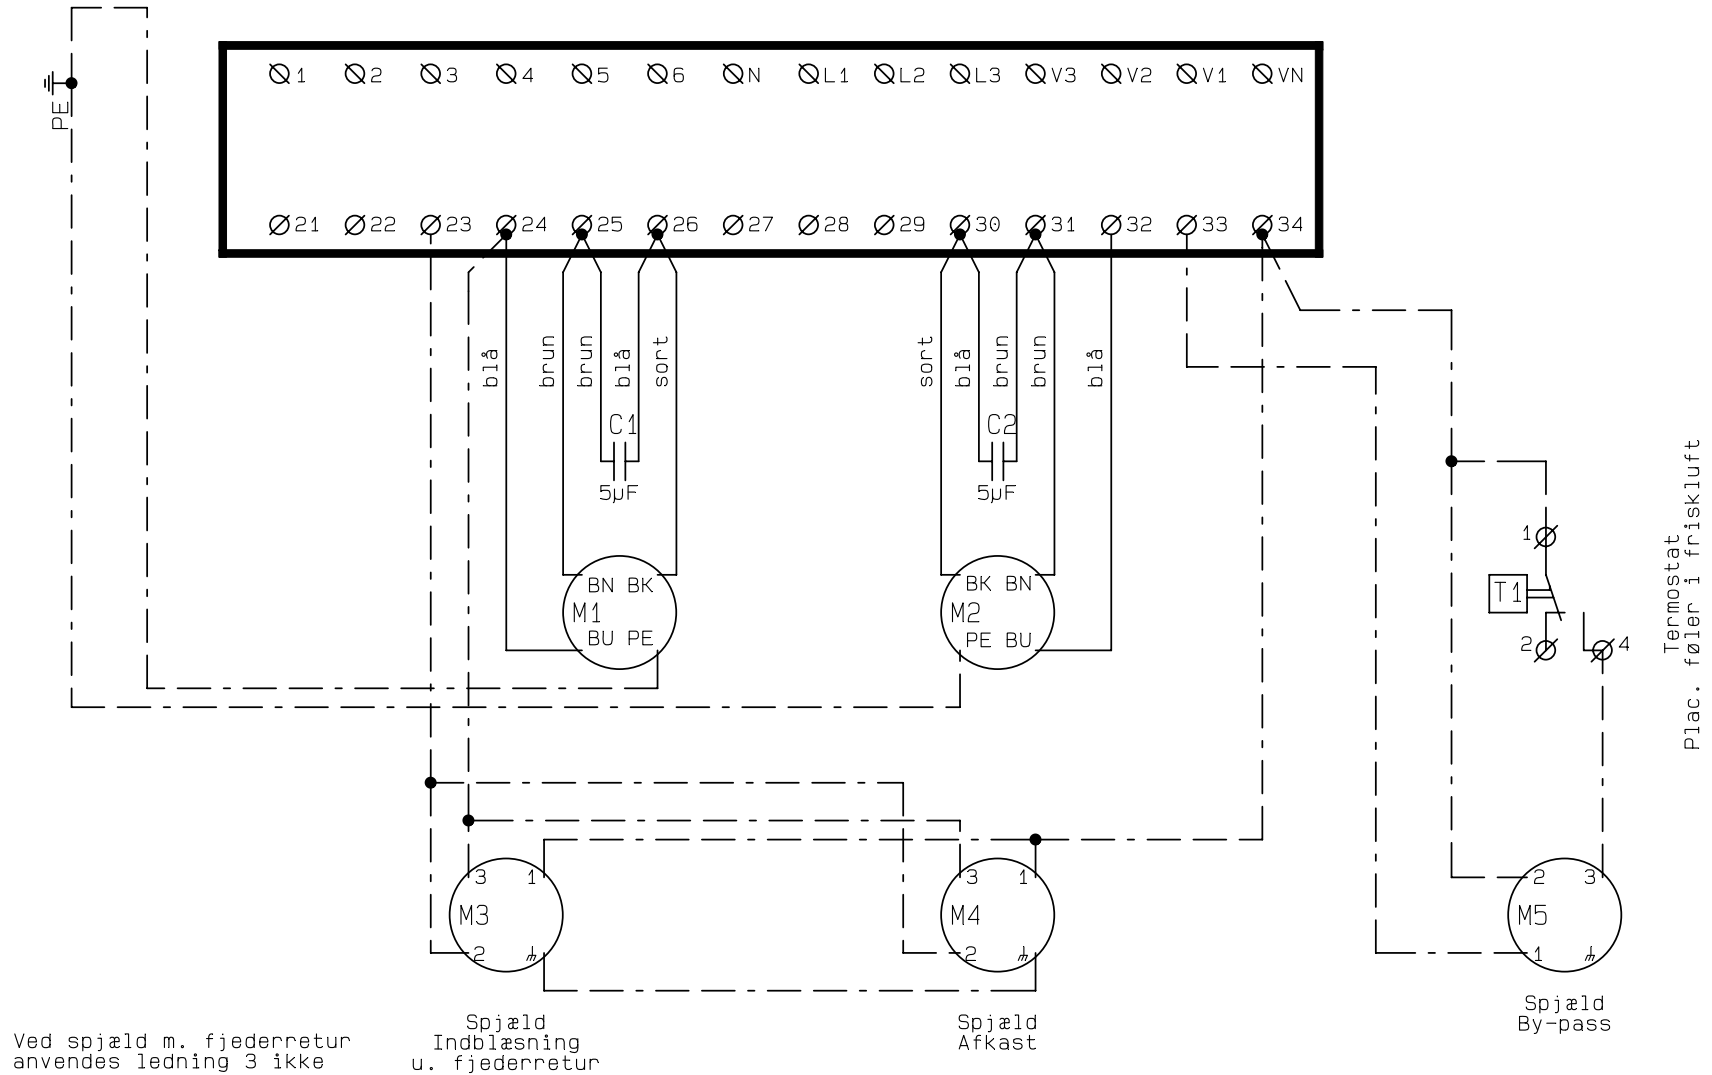 1 2 3 4 5 6 N L1 L2 L3 V3 V2 V1 VN
PE
21 22 23 24 25 26 27 28 29 30 31 32 33 34
blå
brun
brun
blå
sort
sort
blå
brun
brun
blå
C1
5µF
C2
5µF
BN BK
M1
BU PE
BK BN
M2
PE BU
1
T1
2
4
Termostat
Plac. føler i friskluft
3 1
M3
2
3 1
M4
2
2 3
M5
1
Spjæld
Indblæsning
u. fjederretur
Spjæld
Afkast
Spjæld
By-pass
Ved spjæld m. fjederretur
anvendes ledning 3 ikke